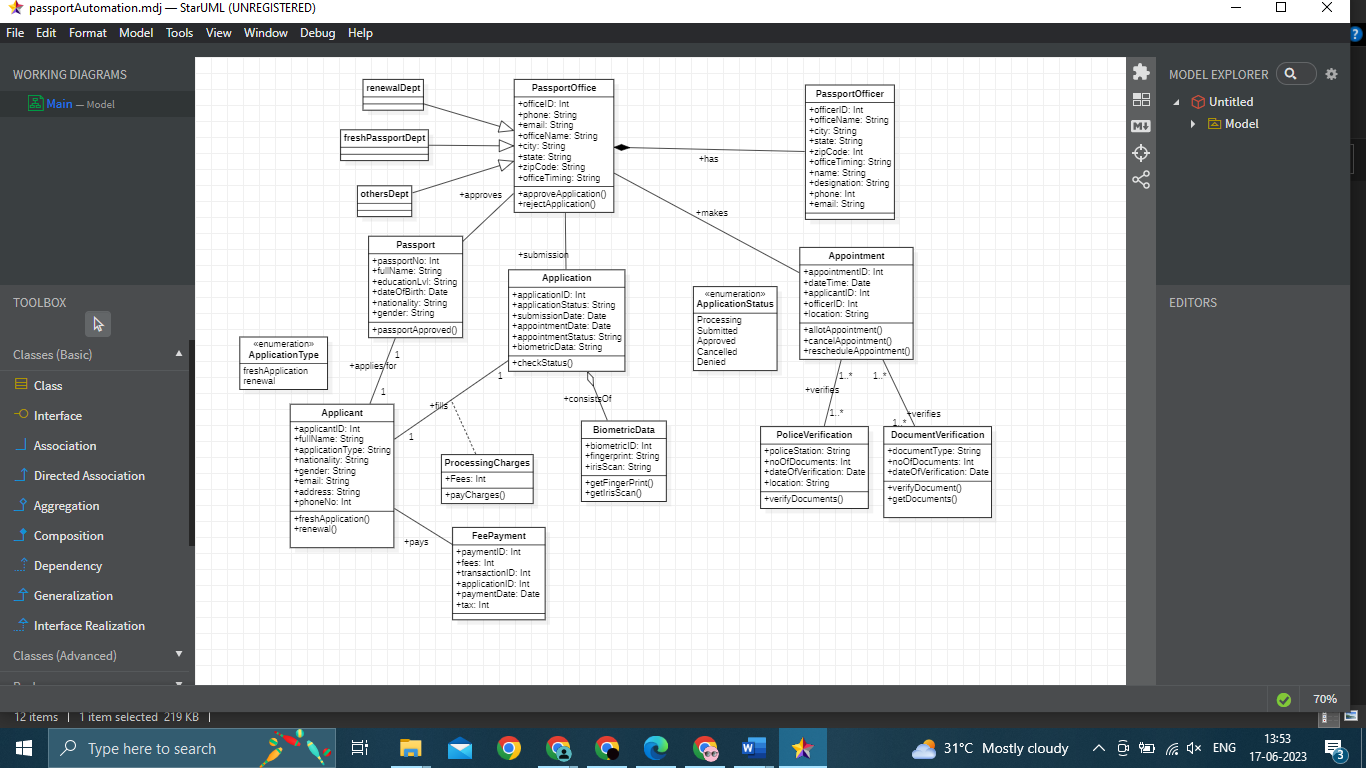 passportAutomation.mdj — StarUML (UNREGISTERED)
File Edit Format Model Tools View Window Debug Help
WORKING DIAGRAMS
Main — Model
TOOLBOX
Classes (Basic)
Class
Interface
Association
Directed Association
Aggregation
Composition
Dependency
Generalization
Interface Realization
Classes (Advanced)
renewalDept
freshPassportDept
othersDept
PassportOffice
+officeID: Int
+phone: String
+email: String
+officeName: String
+city: String
+state: String
+zipCode: String
+officeTiming: String
+approveApplication()
+rejectApplication()
+has
PassportOfficer
+officerID: Int
+officeName: String
+city: String
+state: String
+zipCode: Int
+officeTiming: String
+name: String
+designation: String
+phone: Int
+email: String
+approves
+submission
+makes
Passport
+passportNo: Int
+fullName: String
+educationLvl: String
+dateOfBirth: Date
+nationality: String
+gender: String
+passportApproved()
Application
+applicationID: Int
+applicationStatus: String
+submissionDate: Date
+appointmentDate: Date
+appointmentStatus: String
+biometricData: String
+checkStatus()
«enumeration»
ApplicationStatus
Processing
Submitted
Approved
Cancelled
Denied
Appointment
+appointmentID: Int
+dateTime: Date
+applicantID: Int
+officerID: Int
+location: String
+allotAppointment()
+cancelAppointment()
+rescheduleAppointment()
«enumeration»
ApplicationType
freshApplication
renewal
1
+applies for
1
1
+fills
1
+consistsOf
1..*
+verifies
1..*
1..*
+verifies
1..*
Applicant
+applicantID: Int
+fullName: String
+applicationType: String
+nationality: String
+gender: String
+email: String
+address: String
+phoneNo: Int
+freshApplication()
+renewal()
ProcessingCharges
+Fees: Int
+payCharges()
BiometricData
+biometricID: Int
+fingerprint: String
+irisScan: String
+getFingerPrint()
+getIrisScan()
PoliceVerification
+policeStation: String
+noOfDocuments: Int
+dateOfVerification: Date
+location: String
+verifyDocuments()
DocumentVerification
+documentType: String
+noOfDocuments: Int
+dateOfVerification: Date
+verifyDocument()
+getDocuments()
+pays
FeePayment
+paymentID: Int
+fees: Int
+transactionID: Int
+applicationID: Int
+paymentDate: Date
+tax: Int
MODEL EXPLORER
Untitled
Model
EDITORS
70%
12 items 1 item selected 219 KB
Type here to search
31°C Mostly cloudy
ENG
13:53
17-06-2023
3